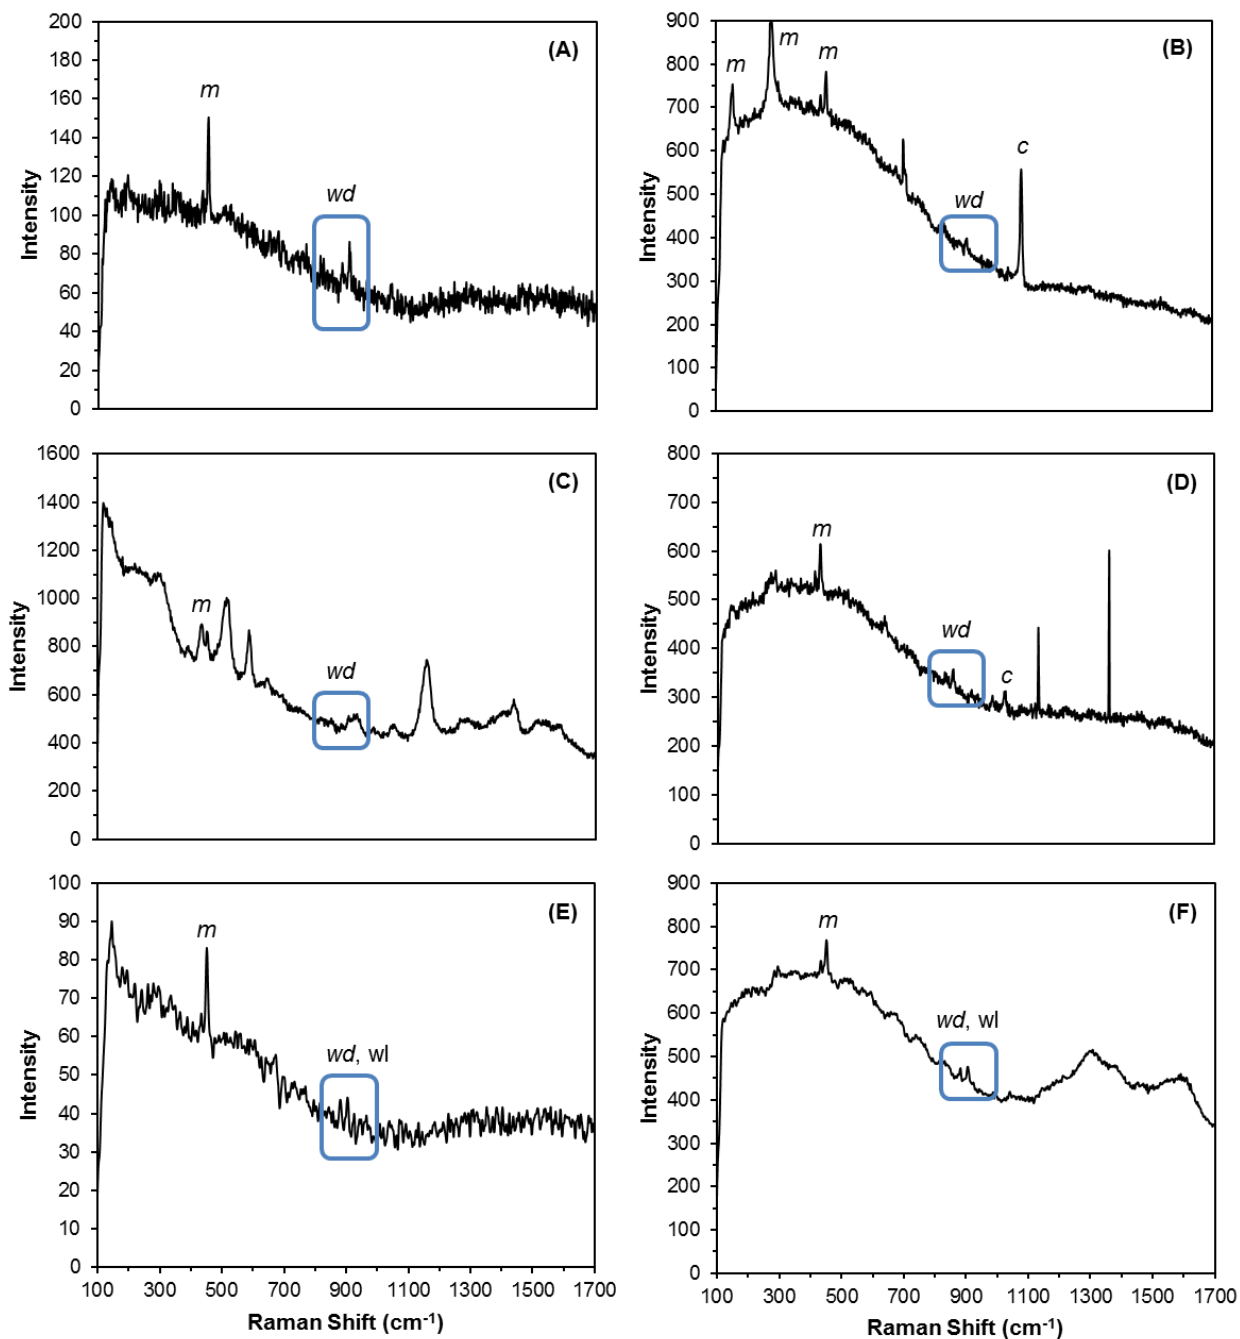 200
180
160
140
120
100
80
60
40
20
0
Intensity
(A)
m
wd
900
800
700
600
500
400
300
200
100
0
Intensity
(B)
m
m
m
wd
c
1600
1400
1200
1000
800
600
400
200
0
Intensity
(C)
m
wd
800
700
600
500
400
300
200
100
0
Intensity
(D)
m
wd
c
100
90
80
70
60
50
40
30
20
10
0
Intensity
(E)
m
wd, wl
100 300 500 700 900 1100 1300 1500 1700
Raman Shift (cm⁻¹)
900
800
700
600
500
400
300
200
100
0
Intensity
(F)
m
wd, wl
100 300 500 700 900 1100 1300 1500 1700
Raman Shift (cm⁻¹)